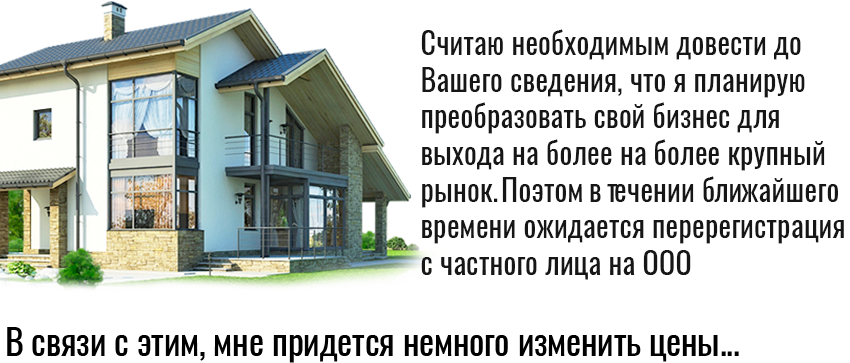 Считаю необходимым довести до
Вашего сведения, что я планирую
преобразовать свой бизнес для
выхода на более на более крупный
рынок. Поэтом в течении ближайшего
времени ожидается перерегистрация
с частного лица на ООО
В связи с этим, мне придется немного изменить цены...